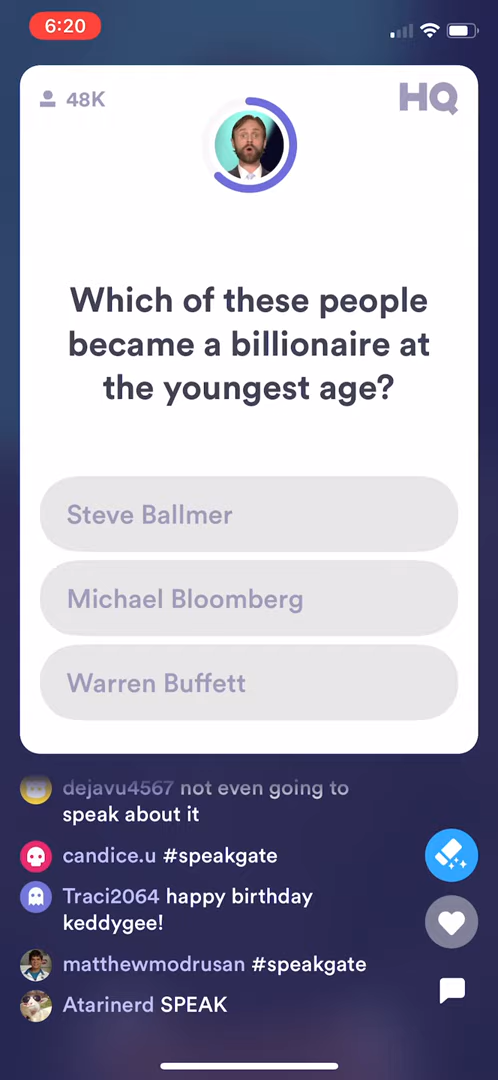 6:20
48K
HQ
Which of these people
became a billionaire at
the youngest age?
Steve Ballmer
Michael Bloomberg
Warren Buffett
dejavu4567 not even going to
speak about it
candice.u #speakgate
Traci2064 happy birthday
keddygee!
matthewmodrusan #speakgate
Atarinerd SPEAK